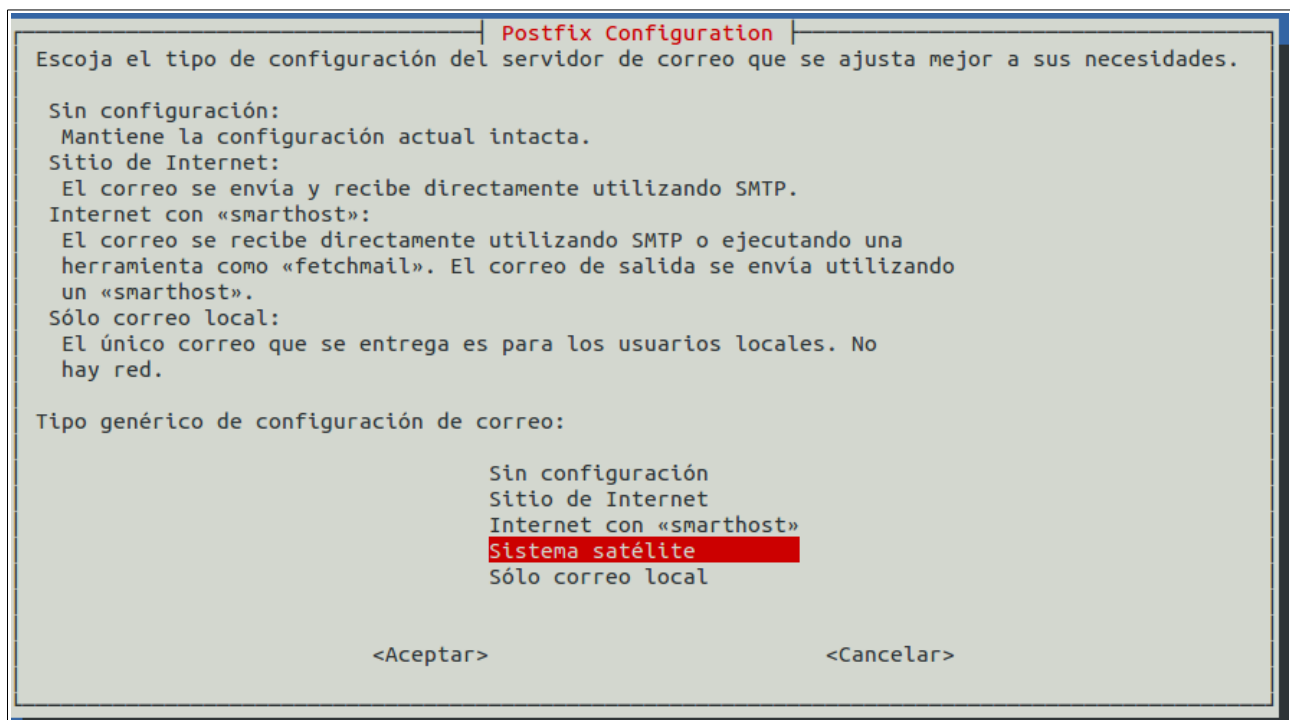 Postfix Configuration
Escoja el tipo de configuración del servidor de correo que se ajusta mejor a sus necesidades.
Sin configuración:
Mantiene la configuración actual intacta.
Sitio de Internet:
El correo se envía y recibe directamente utilizando SMTP.
Internet con «smarthost»:
El correo se recibe directamente utilizando SMTP o ejecutando una
herramienta como «fetchmail». El correo de salida se envía utilizando
un «smarthost».
Sólo correo local:
El único correo que se entrega es para los usuarios locales. No
hay red.
Tipo genérico de configuración de correo:
Sin configuración
Sitio de Internet
Internet con «smarthost»
Sistema satélite
Sólo correo local
<Aceptar> <Cancelar>